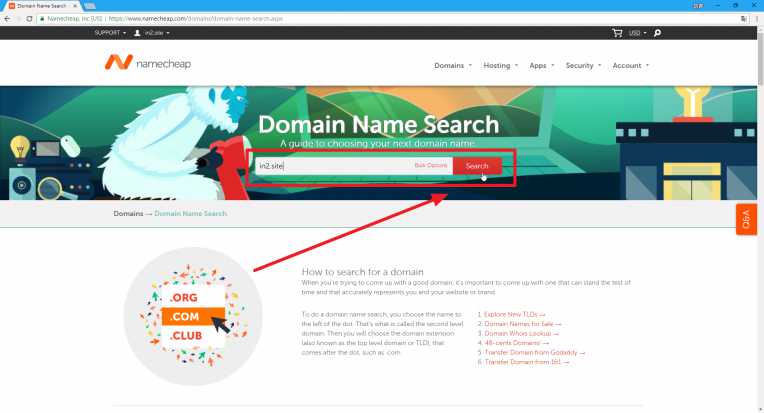 Domain Name Search
Namecheap, Inc [US] | https://www.namecheap.com/domains/domain-name-search.aspx
SUPPORT in2.site USD
namecheap
Domains Hosting Apps Security Account
Domain Name Search
A guide to choosing your next domain name.
in2.site Bulk Options Search
Domains → Domain Name Search
Q&A
.ORG
.COM
.CLUB
How to search for a domain
When you're trying to come up with a good domain, it's important to come up with one that can stand the test of
time and that accurately represents you and your website or brand.
To do a domain name search, you choose the name to
the left of the dot. That's what is called the second level
domain. Then you will choose the domain extension
(also known as the top level domain or TLD), that
comes after the dot, such as .com.
1. Explore New TLDs →
2. Domain Names for Sale →
3. Domain Whois Lookup →
4. 48-cents Domains! →
5. Transfer Domain from Godaddy →
6. Transfer Domain from 1&1 →